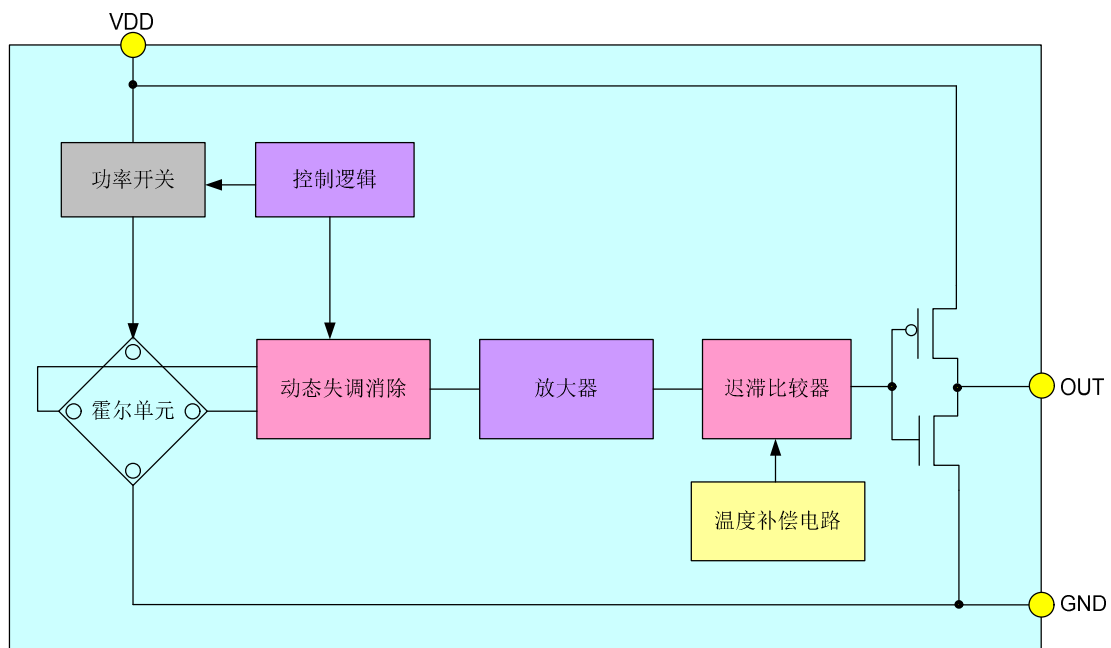 VDD
功率开关
控制逻辑
霍尔单元
动态失调消除
放大器
迟滞比较器
OUT
温度补偿电路
GND